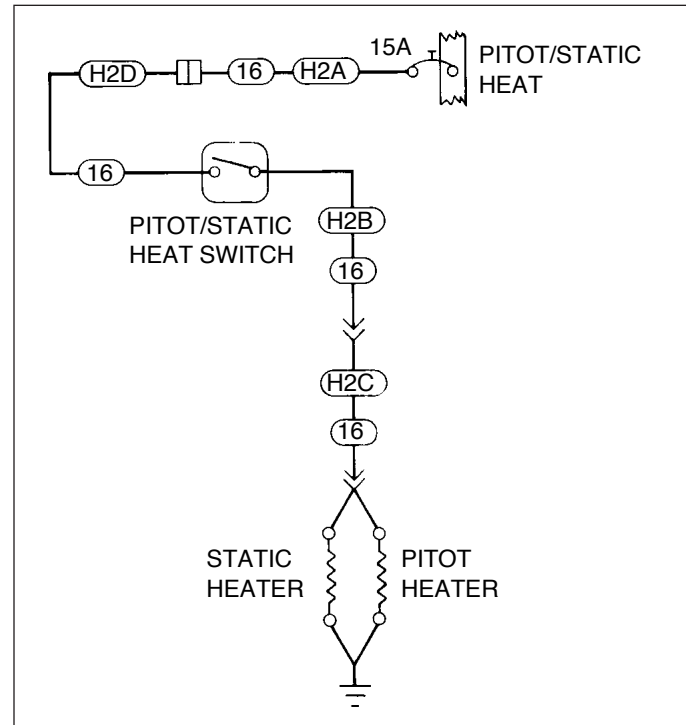 15A
PITOT/STATIC
HEAT
H2D
16
H2A
16
PITOT/STATIC
HEAT SWITCH
H2B
16
H2C
16
STATIC
HEATER
PITOT
HEATER